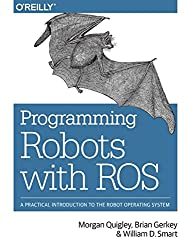 O'REILLY®
Programming
Robots
with ROS
A PRACTICAL INTRODUCTION TO THE ROBOT OPERATING SYSTEM
Morgan Quigley, Brian Gerkey
& William D. Smart